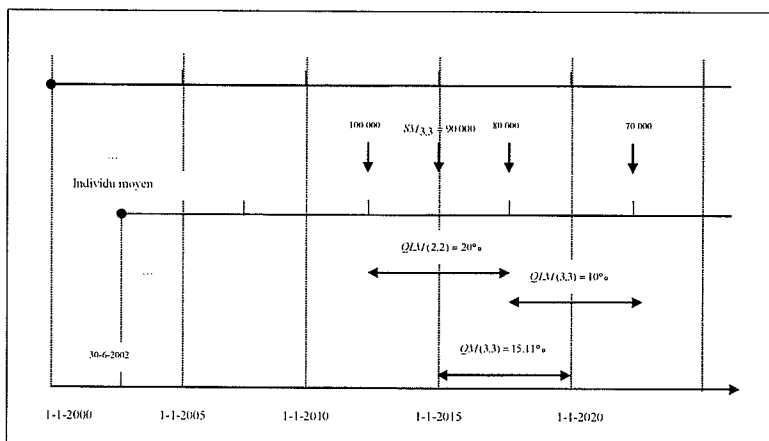 100 000
SM3,3 = 90 000
80 000
70 000
...
Individu moyen
QLM(2,2) = 20%
...
QLM(3,3) = 10%
30-6-2002
QM(3,3) = 15,11%
1-1-2000
1-1-2005
1-1-2010
1-1-2015
1-1-2020